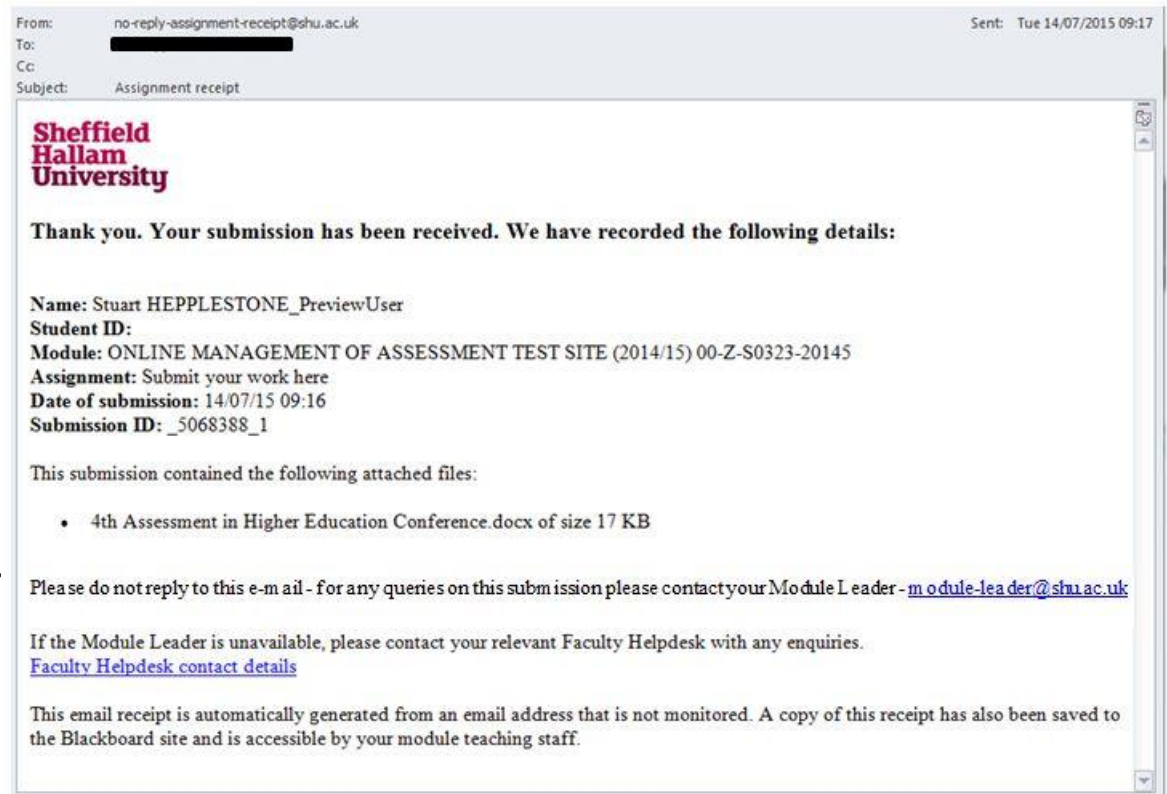 From: no-reply-assignment-receipt@shu.ac.uk Sent: Tue 14/07/2015 09:17
To:
Cc:
Subject: Assignment receipt
Sheffield
Hallam
University
Thank you. Your submission has been received. We have recorded the following details:
Name: Stuart HEPPLESTONE_PreviewUser
Student ID:
Module: ONLINE MANAGEMENT OF ASSESSMENT TEST SITE (2014/15) 00-Z-S0323-20145
Assignment: Submit your work here
Date of submission: 14/07/15 09:16
Submission ID: _5068388_1
This submission contained the following attached files:
• 4th Assessment in Higher Education Conference.docx of size 17 KB
Please do not reply to this e-mail - for any queries on this submission please contact your Module Leader - module-leader@shu.ac.uk
If the Module Leader is unavailable, please contact your relevant Faculty Helpdesk with any enquiries.
Faculty Helpdesk contact details
This email receipt is automatically generated from an email address that is not monitored. A copy of this receipt has also been saved to
the Blackboard site and is accessible by your module teaching staff.